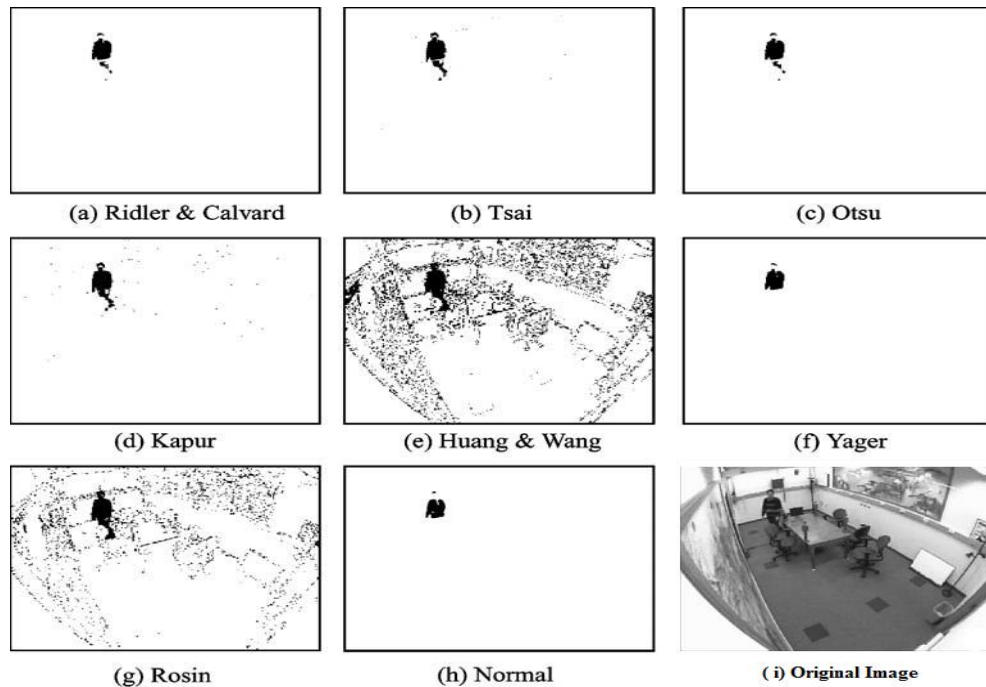 (a) Ridler & Calvard
(b) Tsai
(c) Otsu
(d) Kapur
(e) Huang & Wang
(f) Yager
(g) Rosin
(h) Normal
( i) Original Image